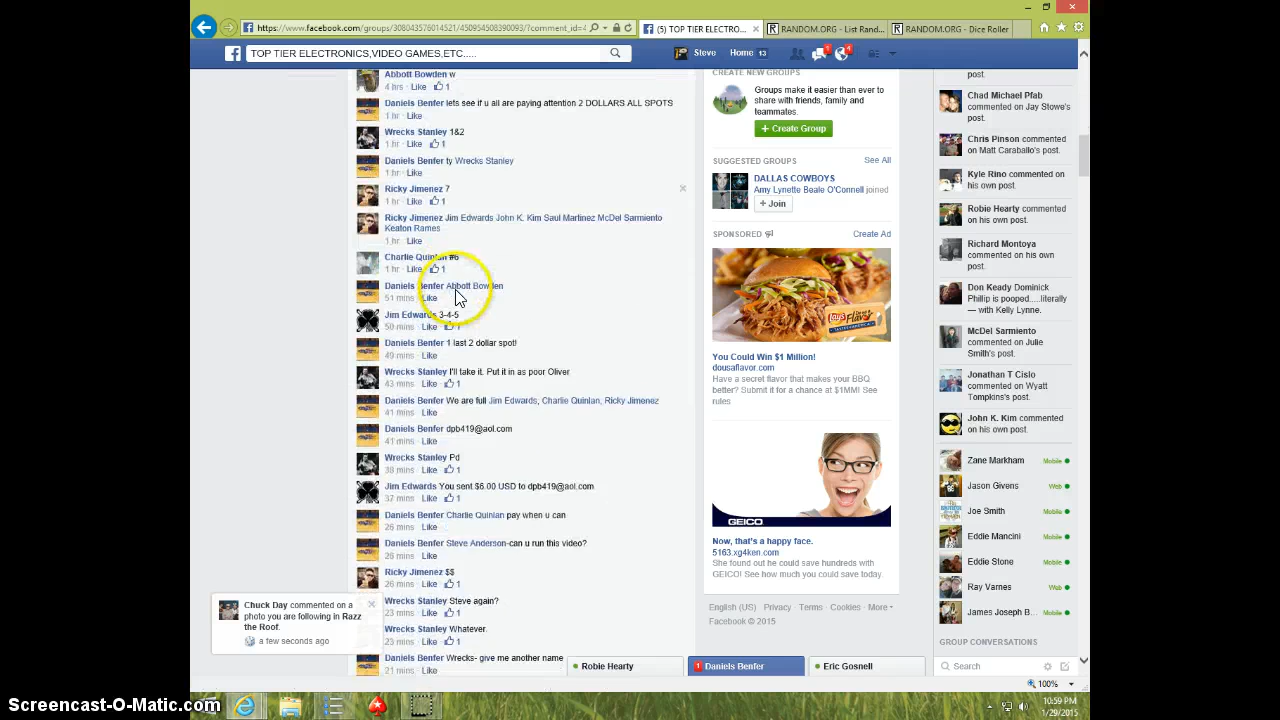 https://www.facebook.com/groups/308043576014521/450954508390093/?comment_id=4
(5) TOP TIER ELECTRO...
RANDOM.ORG - List Rand...
RANDOM.ORG - Dice Roller
TOP TIER ELECTRONICS,VIDEO GAMES,ETC.....
Steve
Home 13
1
4
Abbott Bowden w
4 hrs · Like · 1
Daniels Benfer lets see if u all are paying attention 2 DOLLARS ALL SPOTS
1 hr · Like
Wrecks Stanley 1&2
1 hr · Like · 1
Daniels Benfer ty Wrecks Stanley
1 hr · Like
Ricky Jimenez 7
1 hr · Like · 1
Ricky Jimenez Jim Edwards John K. Kim Saul Martinez McDel Sarmiento
Keaton Rames
1 hr · Like
Charlie Quinlan #6
1 hr · Like · 1
Daniels Benfer Abbott Bowden
51 mins · Like
Jim Edwards 3-4-5
50 mins · Like · 1
Daniels Benfer 1 last 2 dollar spot!
49 mins · Like
Wrecks Stanley I'll take it. Put it in as poor Oliver
43 mins · Like · 1
Daniels Benfer We are full Jim Edwards, Charlie Quinlan, Ricky Jimenez
41 mins · Like
Daniels Benfer dpb419@aol.com
41 mins · Like
Wrecks Stanley Pd
38 mins · Like · 1
Jim Edwards You sent $6.00 USD to dpb419@aol.com
37 mins · Like · 1
Daniels Benfer Charlie Quinlan pay when u can
26 mins · Like
Daniels Benfer Steve Anderson-can u run this video?
26 mins · Like
Ricky Jimenez $$
26 mins · Like · 1
Wrecks Stanley Steve again?
23 mins · Like · 1
Wrecks Stanley Whatever.
23 mins · Like · 1
Daniels Benfer Wrecks- give me another name
21 mins · Like
CREATE NEW GROUPS
Groups make it easier than ever to
share with friends, family and
teammates.
+ Create Group
SUGGESTED GROUPS
See All
DALLAS COWBOYS
Amy Lynette Beale O'Connell joined
+ Join
SPONSORED
Create Ad
Lay's
Do Us a Flavor
You Could Win $1 Million!
dousaflavor.com
Have a secret flavor that makes your BBQ
better? Submit it for a chance at $1MM! See
rules
GEICO
Now, that's a happy face.
5163.xg4ken.com
She found out he could save hundreds with
GEICO! See how much you could save today.
English (US) · Privacy · Terms · Cookies · More
Facebook © 2015
post.
Chad Michael Pfab
commented on Jay Stowe's
post.
Chris Pinson commented
on Matt Caraballo's post.
Kyle Rino commented on
his own post.
Robie Hearty commented
on his own post.
Richard Montoya
commented on his own
post.
Don Keady Dominick
Phillip is pooped.....literally
— with Kelly Lynne.
McDel Sarmiento
commented on Julie
Smith's post.
Jonathan T Cislo
commented on Wyatt
Tompkins's post.
John K. Kim commented
on his own post.
Zane Markham Mobile
Jason Givens Web
Joe Smith
Eddie Mancini Mobile
Eddie Stone Mobile
Ray Varnes Web
James Joseph B... Mobile
GROUP CONVERSATIONS
Search
Chuck Day commented on a
photo you are following in Razz
the Roof.
a few seconds ago
Robie Hearty
1 Daniels Benfer
Eric Gosnell
100%
10:59 PM
1/29/2015
Screencast-O-Matic.com